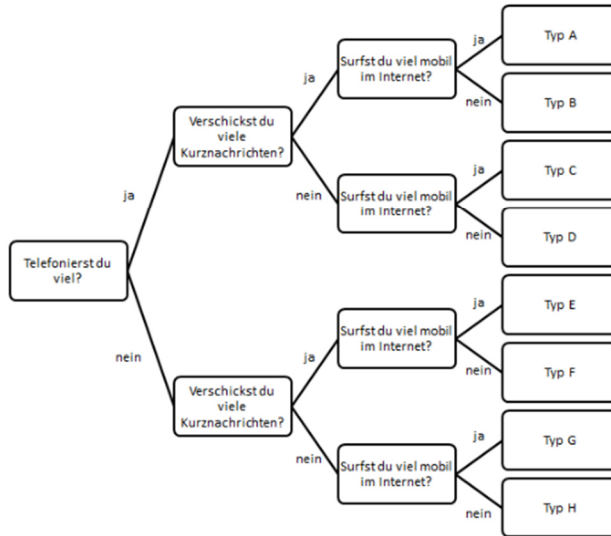 Telefonierst du
viel?
ja
nein
Verschickst du
viele
Kurznachrichten?
ja
nein
Surfst du viel mobil
im Internet?
ja
Typ A
nein
Typ B
Surfst du viel mobil
im Internet?
ja
Typ C
nein
Typ D
Verschickst du
viele
Kurznachrichten?
ja
nein
Surfst du viel mobil
im Internet?
ja
Typ E
nein
Typ F
Surfst du viel mobil
im Internet?
ja
Typ G
nein
Typ H